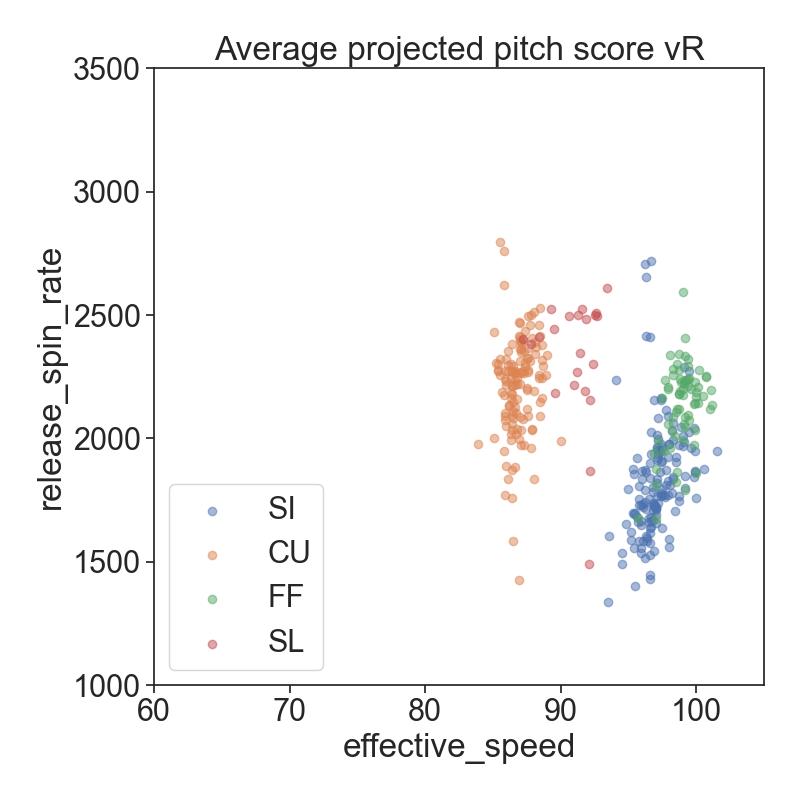 Average projected pitch score vR
3500
3000
2500
2000
1500
1000
release_spin_rate
SI
CU
FF
SL
60
70
80
90
100
effective_speed